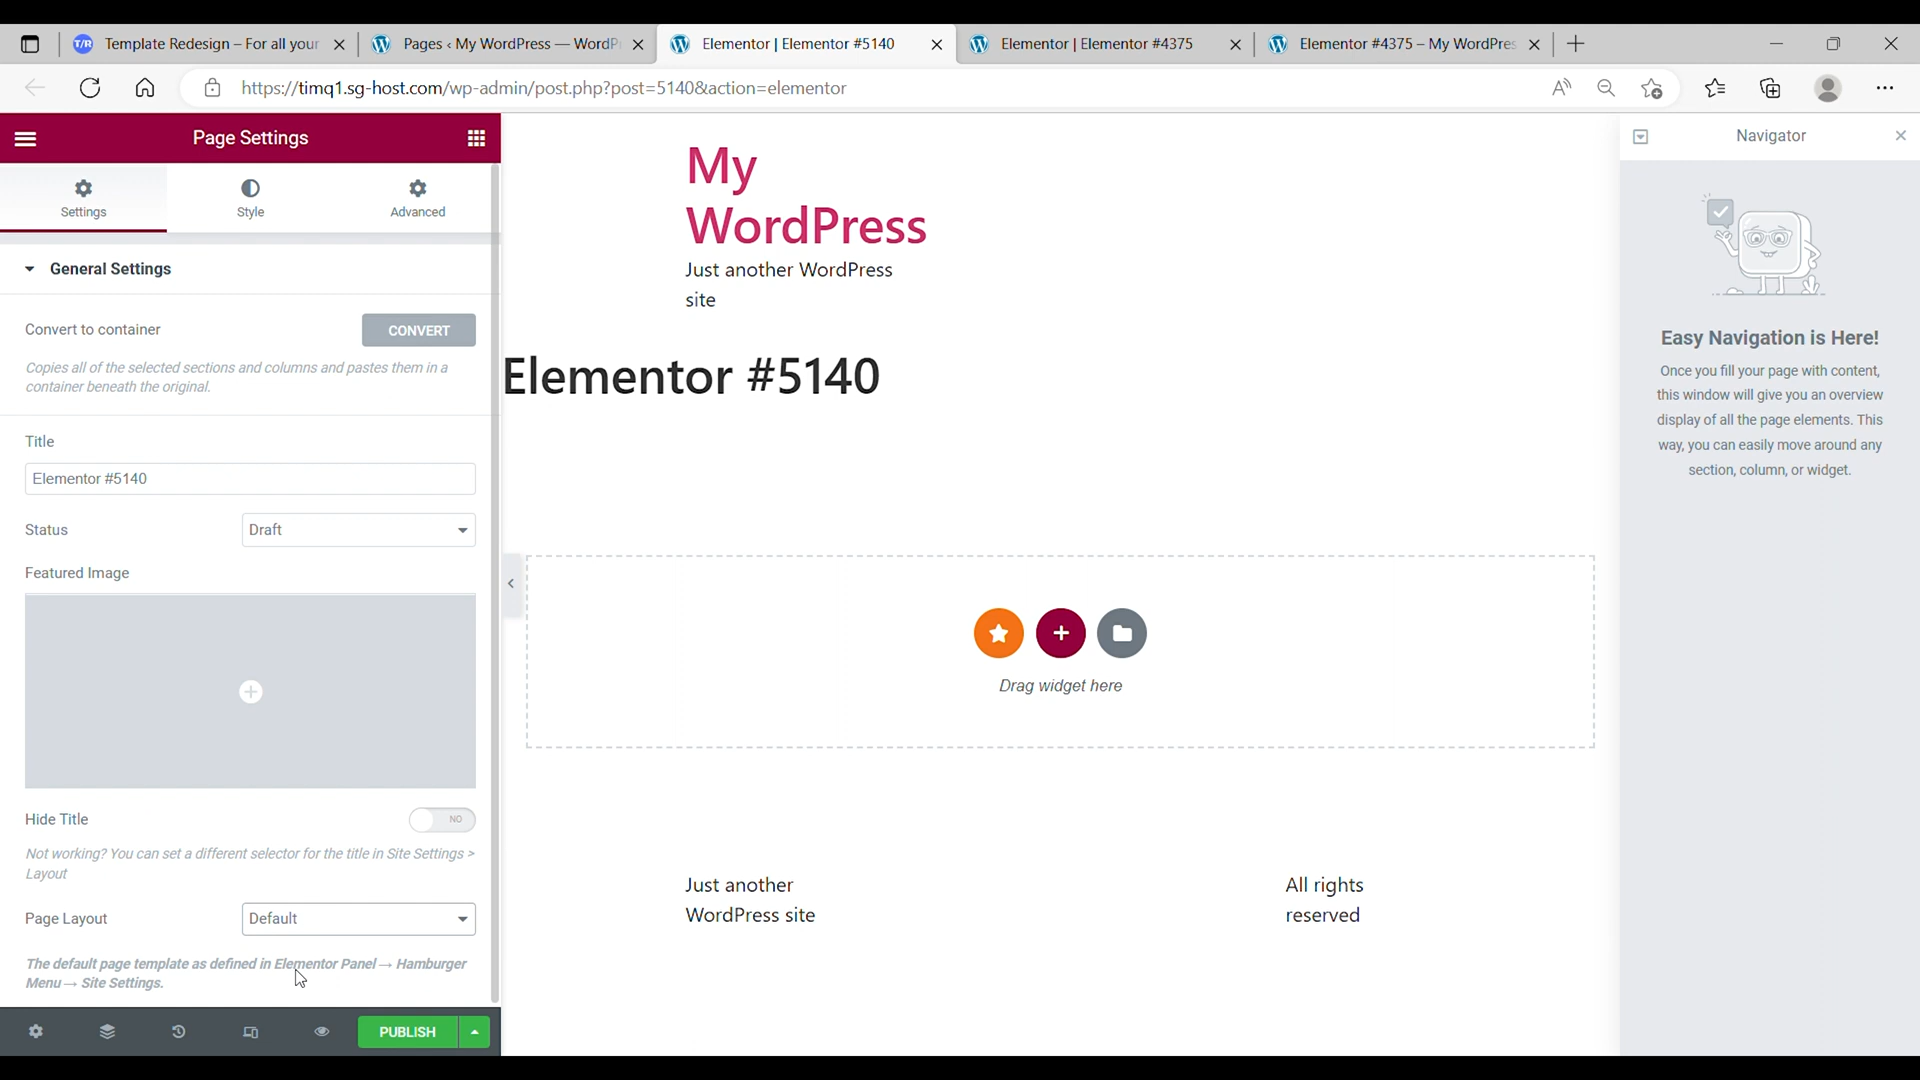 Template Redesign – For all your
Pages ‹ My WordPress — WordP
Elementor | Elementor #5140
Elementor | Elementor #4375
Elementor #4375 – My WordPres
https://timq1.sg-host.com/wp-admin/post.php?post=5140&action=elementor
Page Settings
Settings
Style
Advanced
General Settings
Convert to container
CONVERT
Copies all of the selected sections and columns and pastes them in a
container beneath the original.
Title
Elementor #5140
Status
Draft
Featured Image
Hide Title
NO
Not working? You can set a different selector for the title in Site Settings >
Layout
Page Layout
Default
The default page template as defined in Elementor Panel → Hamburger
Menu → Site Settings.
PUBLISH
My
WordPress
Just another WordPress
site
Elementor #5140
Drag widget here
Just another
WordPress site
All rights
reserved
Navigator
Easy Navigation is Here!
Once you fill your page with content,
this window will give you an overview
display of all the page elements. This
way, you can easily move around any
section, column, or widget.